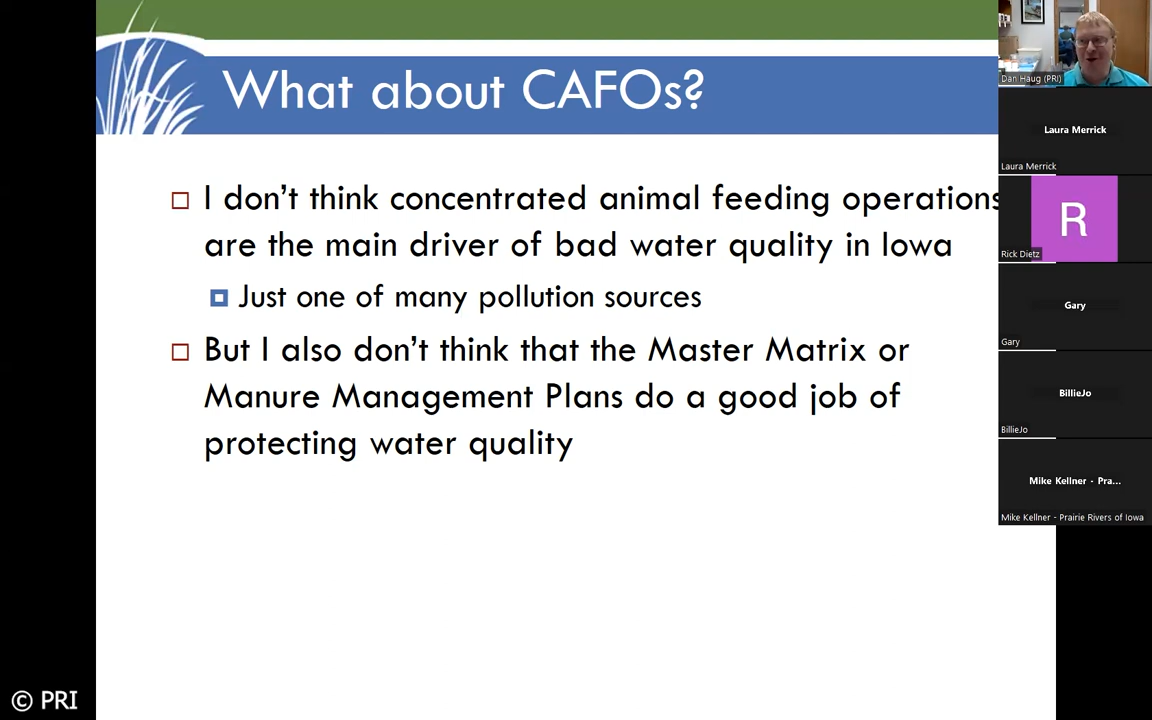 What about CAFOs?
I don't think concentrated animal feeding operations
are the main driver of bad water quality in Iowa
Just one of many pollution sources
But I also don't think that the Master Matrix or
Manure Management Plans do a good job of
protecting water quality
Dan Haug (PRI)
Laura Merrick
Laura Merrick
R
Rick Dietz
Gary
Gary
BillieJo
BillieJo
Mike Kellner - Pra...
Mike Kellner - Prairie Rivers of Iowa
© PRI